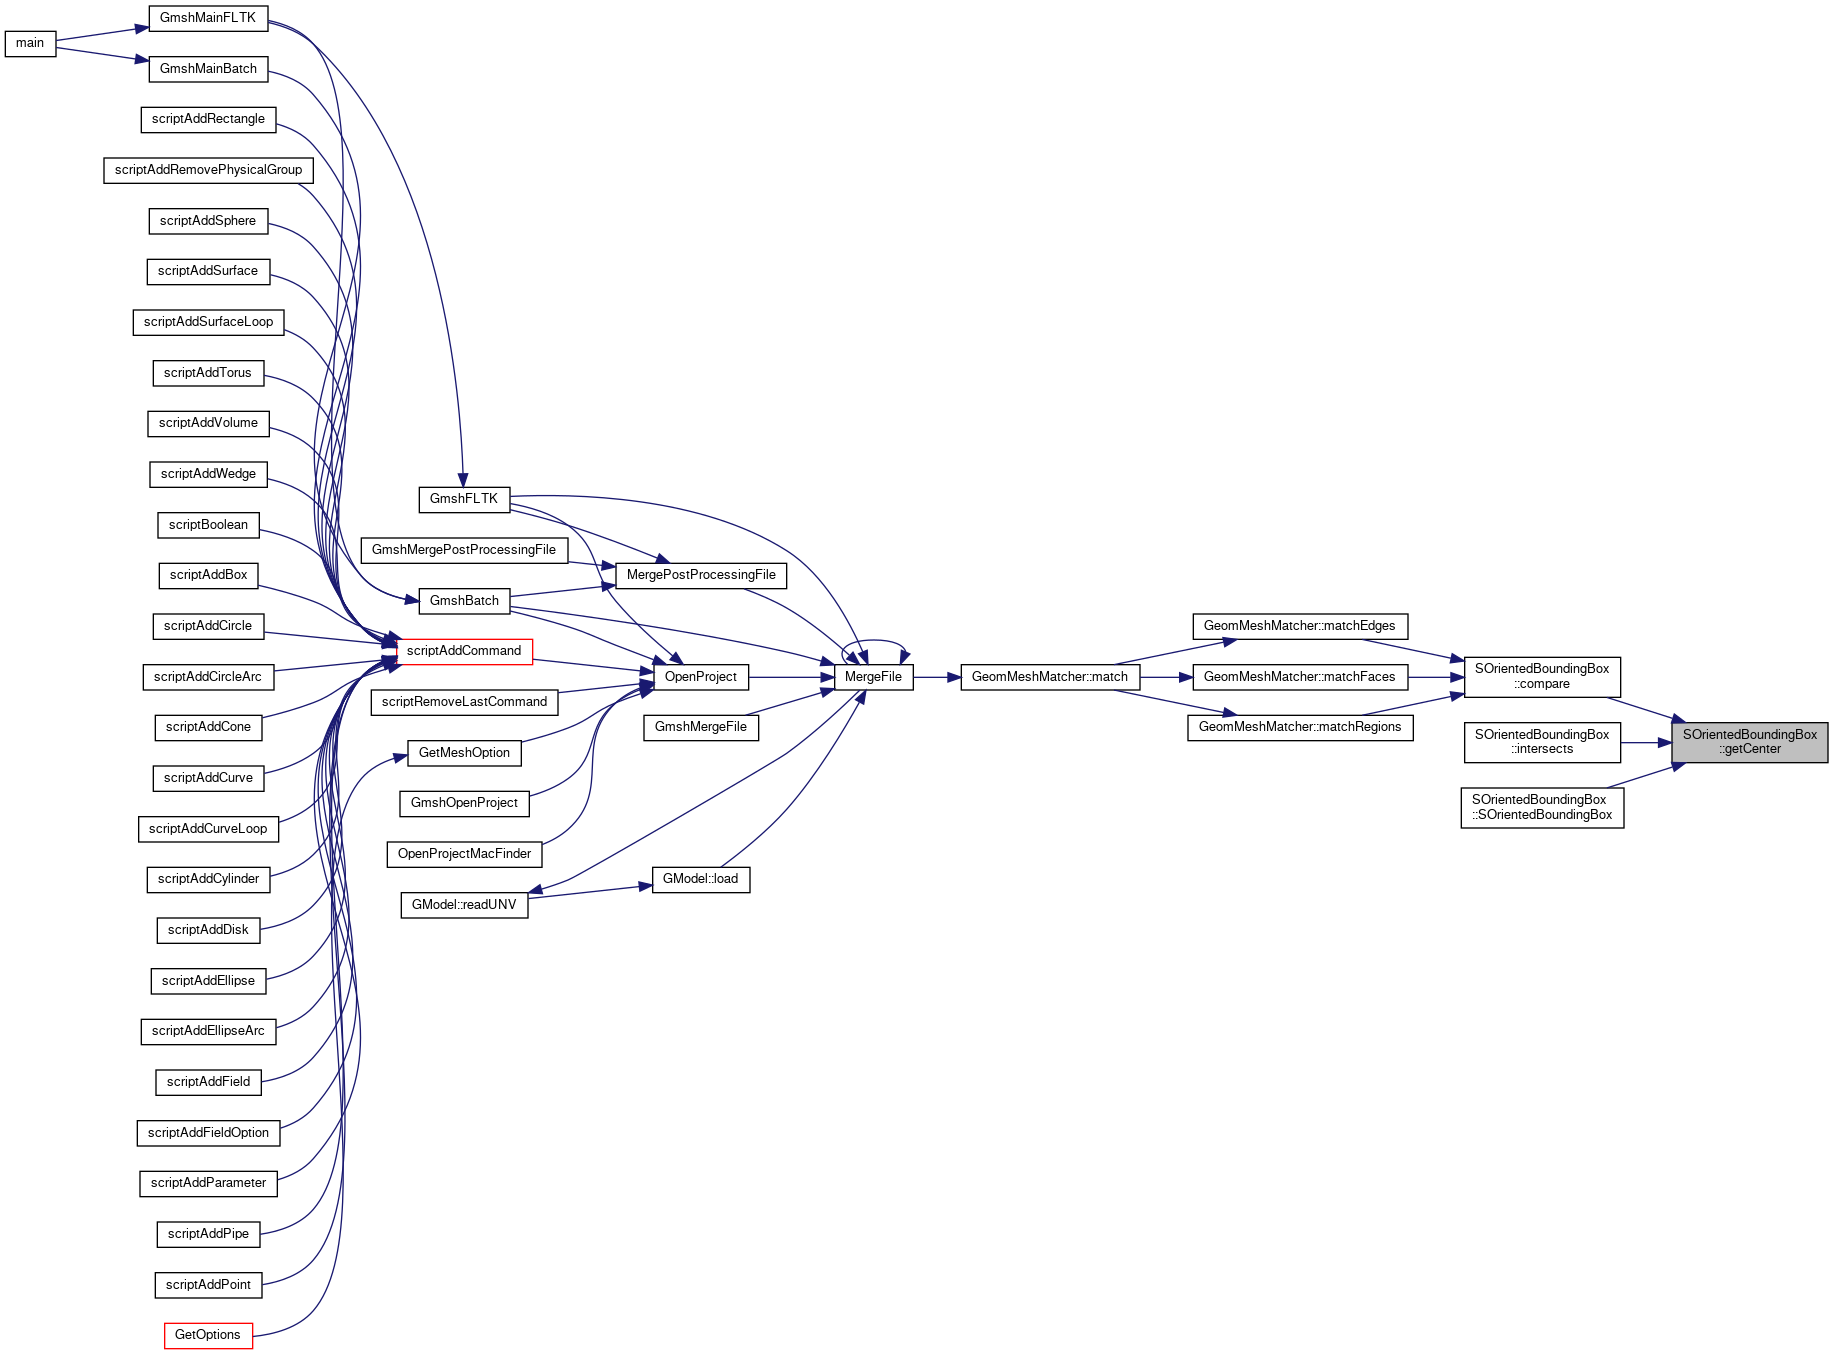 main
GmshMainFLTK
GmshMainBatch
scriptAddRectangle
scriptAddRemovePhysicalGroup
scriptAddSphere
scriptAddSurface
scriptAddSurfaceLoop
scriptAddTorus
scriptAddVolume
scriptAddWedge
scriptBoolean
scriptAddBox
scriptAddCircle
scriptAddCircleArc
scriptAddCone
scriptAddCurve
scriptAddCurveLoop
scriptAddCylinder
scriptAddDisk
scriptAddEllipse
scriptAddEllipseArc
scriptAddField
scriptAddFieldOption
scriptAddParameter
scriptAddPipe
scriptAddPoint
GetOptions
GmshFLTK
GmshMergePostProcessingFile
GmshBatch
scriptAddCommand
scriptRemoveLastCommand
GetMeshOption
GmshOpenProject
OpenProjectMacFinder
GModel::readUNV
MergePostProcessingFile
OpenProject
GmshMergeFile
GModel::load
MergeFile
GeomMeshMatcher::match
GeomMeshMatcher::matchEdges
GeomMeshMatcher::matchFaces
GeomMeshMatcher::matchRegions
SOrientedBoundingBox
::compare
SOrientedBoundingBox
::intersects
SOrientedBoundingBox
::SOrientedBoundingBox
SOrientedBoundingBox
::getCenter